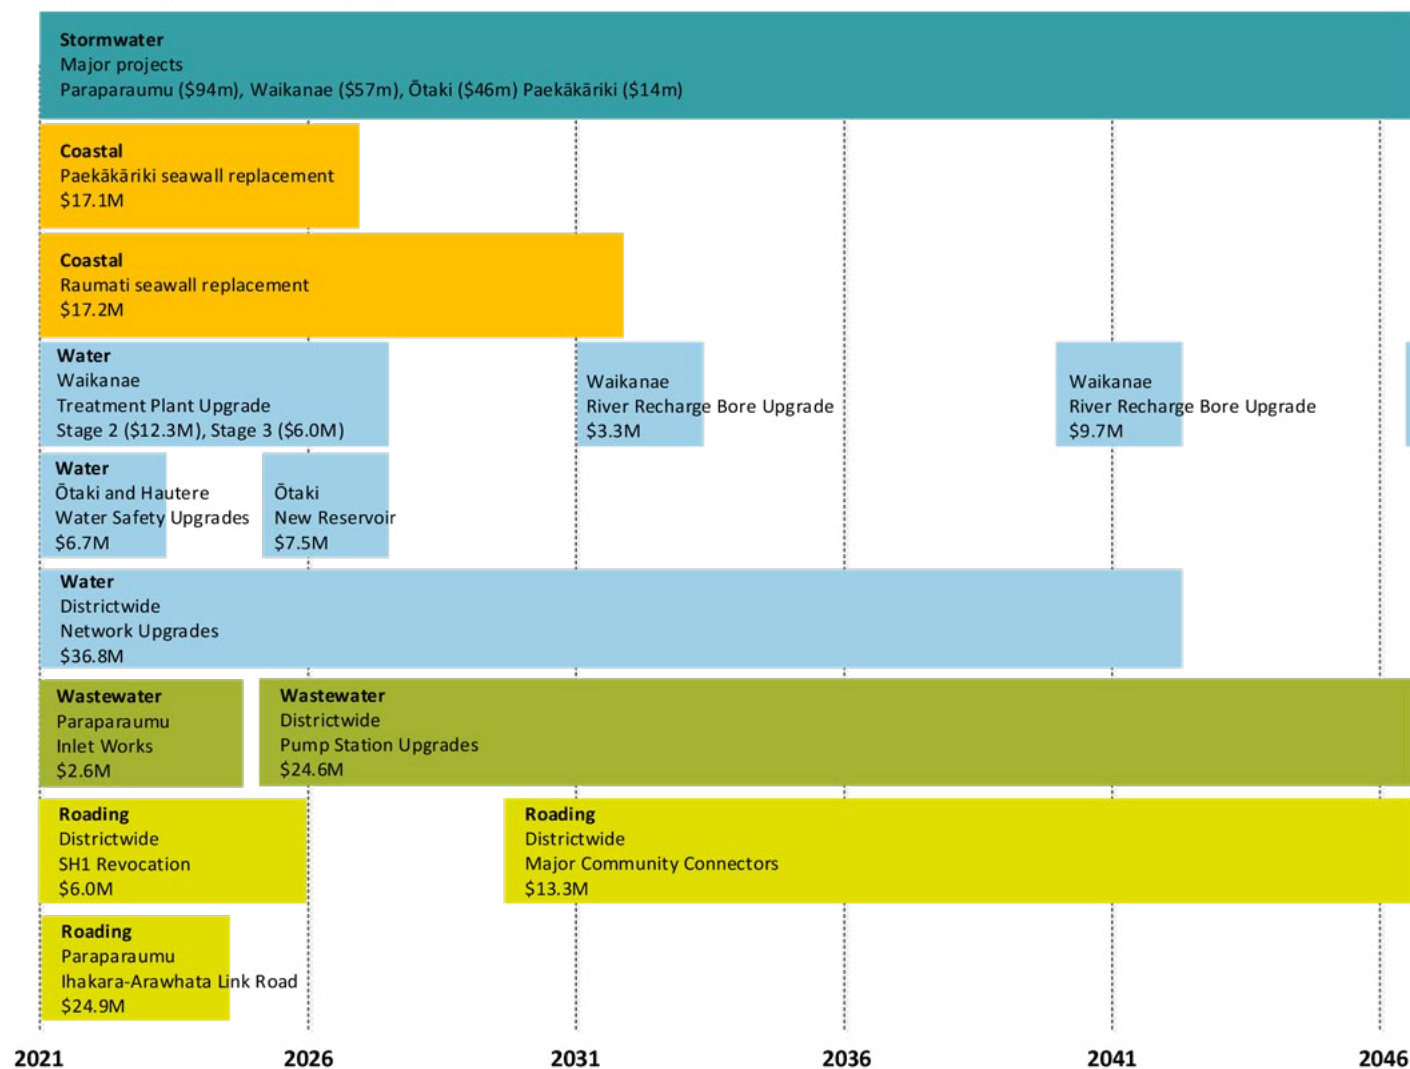 Stormwater
Major projects
Paraparaumu ($94m), Waikanae ($57m), Ōtaki ($46m) Paekākāriki ($14m)
Coastal
Paekākāriki seawall replacement
$17.1M
Coastal
Raumati seawall replacement
$17.2M
Water
Waikanae
Treatment Plant Upgrade
Stage 2 ($12.3M), Stage 3 ($6.0M)
Waikanae
River Recharge Bore Upgrade
$3.3M
Waikanae
River Recharge Bore Upgrade
$9.7M
Water
Ōtaki and Hautere
Water Safety Upgrades
$6.7M
Ōtaki
New Reservoir
$7.5M
Water
Districtwide
Network Upgrades
$36.8M
Wastewater
Paraparaumu
Inlet Works
$2.6M
Wastewater
Districtwide
Pump Station Upgrades
$24.6M
Roading
Districtwide
SH1 Revocation
$6.0M
Roading
Districtwide
Major Community Connectors
$13.3M
Roading
Paraparaumu
Ihakara-Arawhata Link Road
$24.9M
2021 2026 2031 2036 2041 2046